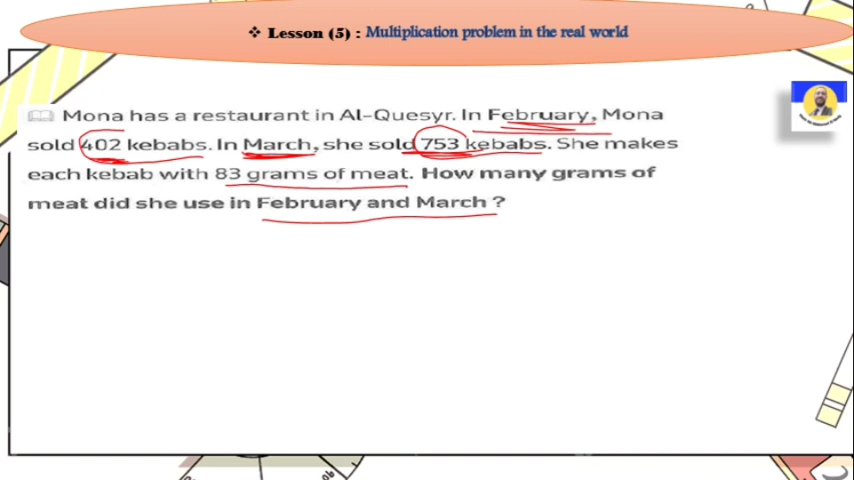 ❖ Lesson (5) : Multiplication problem in the real world
Mona has a restaurant in Al-Quesyr. In February, Mona
sold 402 kebabs. In March, she sold 753 kebabs. She makes
each kebab with 83 grams of meat. How many grams of
meat did she use in February and March ?